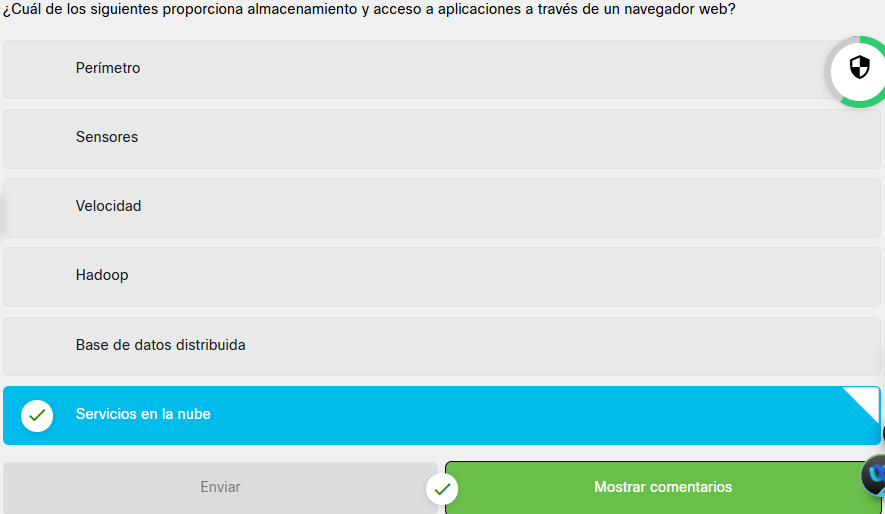 ¿Cuál de los siguientes proporciona almacenamiento y acceso a aplicaciones a través de un navegador web?
Perímetro
Sensores
Velocidad
Hadoop
Base de datos distribuida
Servicios en la nube
Enviar
Mostrar comentarios